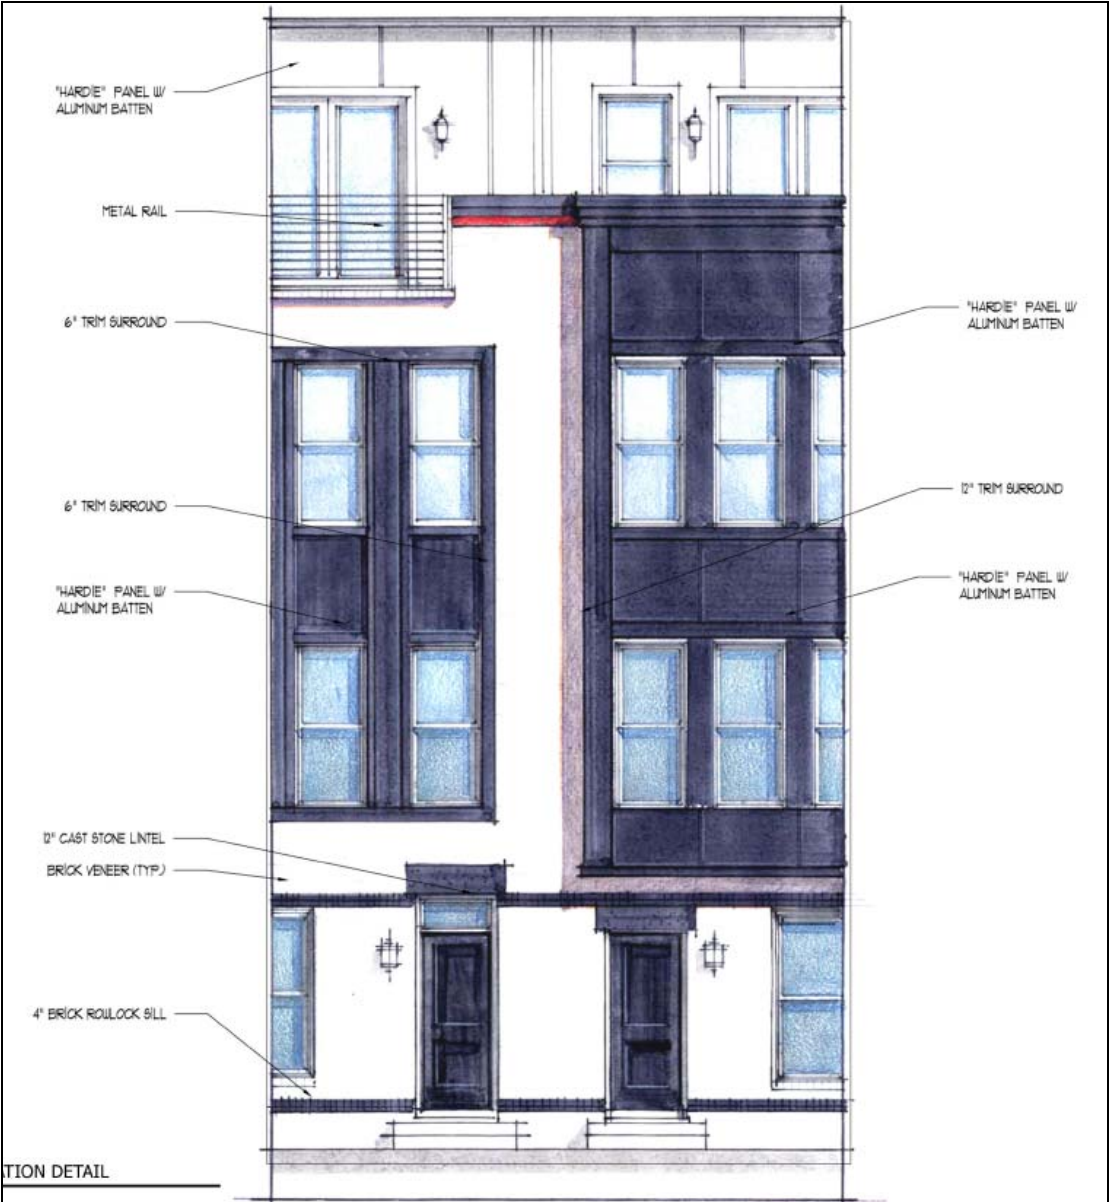 "HARDIE" PANEL W/
ALUMINUM BATTEN
METAL RAIL
6" TRIM SURROUND
6" TRIM SURROUND
"HARDIE" PANEL W/
ALUMINUM BATTEN
12" CAST STONE LINTEL
BRICK VENEER (TYP.)
4" BRICK ROWLOCK SILL
"HARDIE" PANEL W/
ALUMINUM BATTEN
12" TRIM SURROUND
"HARDIE" PANEL W/
ALUMINUM BATTEN
ATION DETAIL